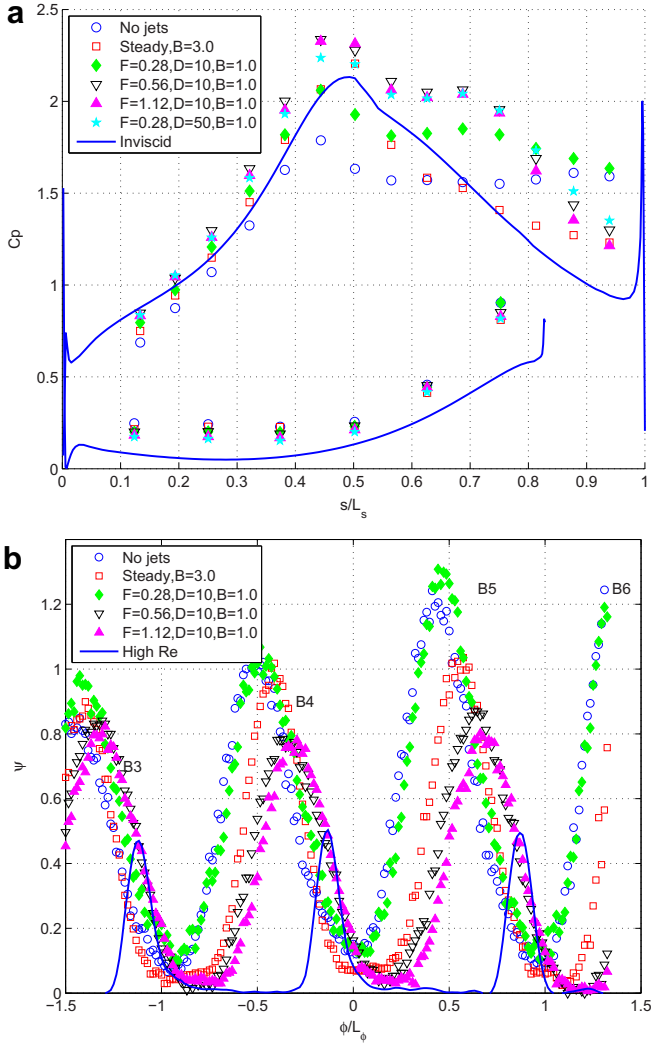 a
No jets
Steady,B=3.0
F=0.28,D=10,B=1.0
F=0.56,D=10,B=1.0
F=1.12,D=10,B=1.0
F=0.28,D=50,B=1.0
Inviscid
2.5
2
1.5
1
0.5
0
Cp
0.1 0.2 0.3 0.4 0.5 0.6 0.7 0.8 0.9 1
s/Ls
b
No jets
Steady,B=3.0
F=0.28,D=10,B=1.0
F=0.56,D=10,B=1.0
F=1.12,D=10,B=1.0
High Re
B3
B4
B5
B6
1.2
1
0.8
0.6
0.4
0.2
0
ψ
−1.5 −1 −0.5 0 0.5 1 1.5
ϕ/Lϕ